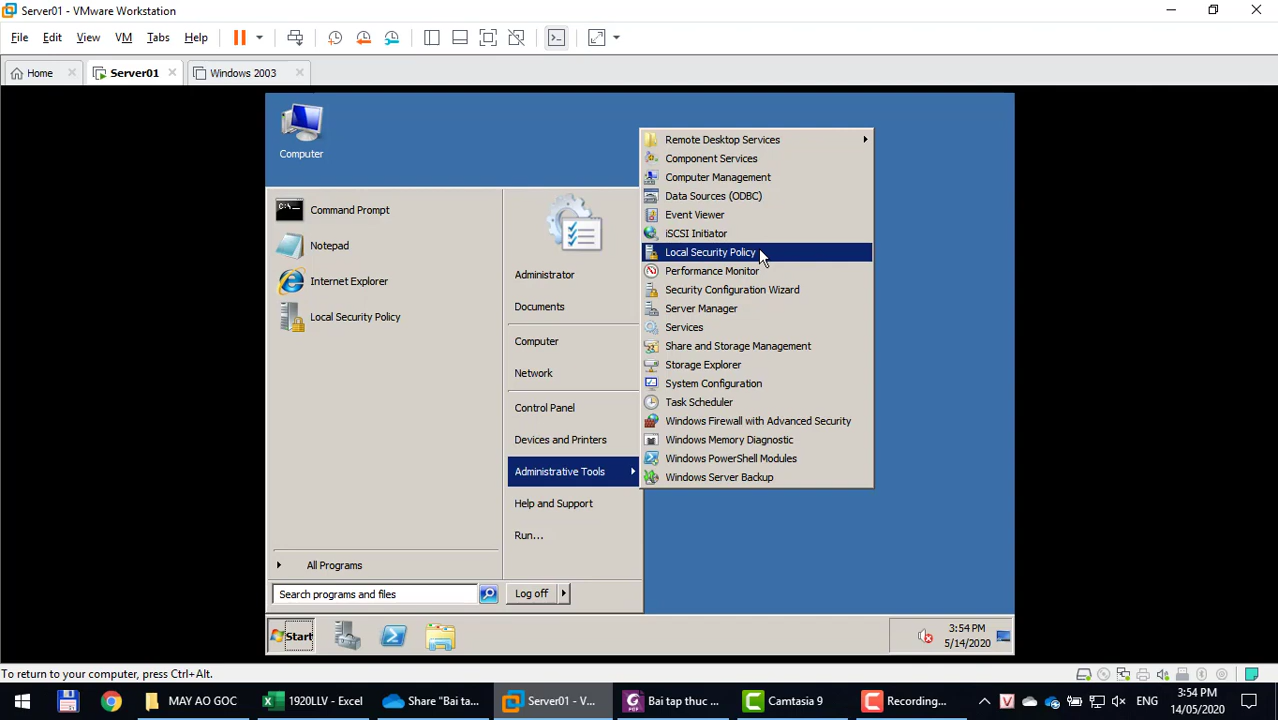 Server01 - VMware Workstation
File Edit View VM Tabs Help
Home Server01 Windows 2003
Computer
Command Prompt
Notepad
Internet Explorer
Local Security Policy
All Programs
Search programs and files
Log off
Administrator
Documents
Computer
Network
Control Panel
Devices and Printers
Administrative Tools
Help and Support
Run...
Remote Desktop Services
Component Services
Computer Management
Data Sources (ODBC)
Event Viewer
iSCSI Initiator
Local Security Policy
Performance Monitor
Security Configuration Wizard
Server Manager
Services
Share and Storage Management
Storage Explorer
System Configuration
Task Scheduler
Windows Firewall with Advanced Security
Windows Memory Diagnostic
Windows PowerShell Modules
Windows Server Backup
Start
3:54 PM
5/14/2020
To return to your computer, press Ctrl+Alt.
MAY AO GOC 1920LLV - Excel Share "Bai ta... Server01 - V... Bai tap thuc ... Camtasia 9 Recording... ENG
3:54 PM
14/05/2020